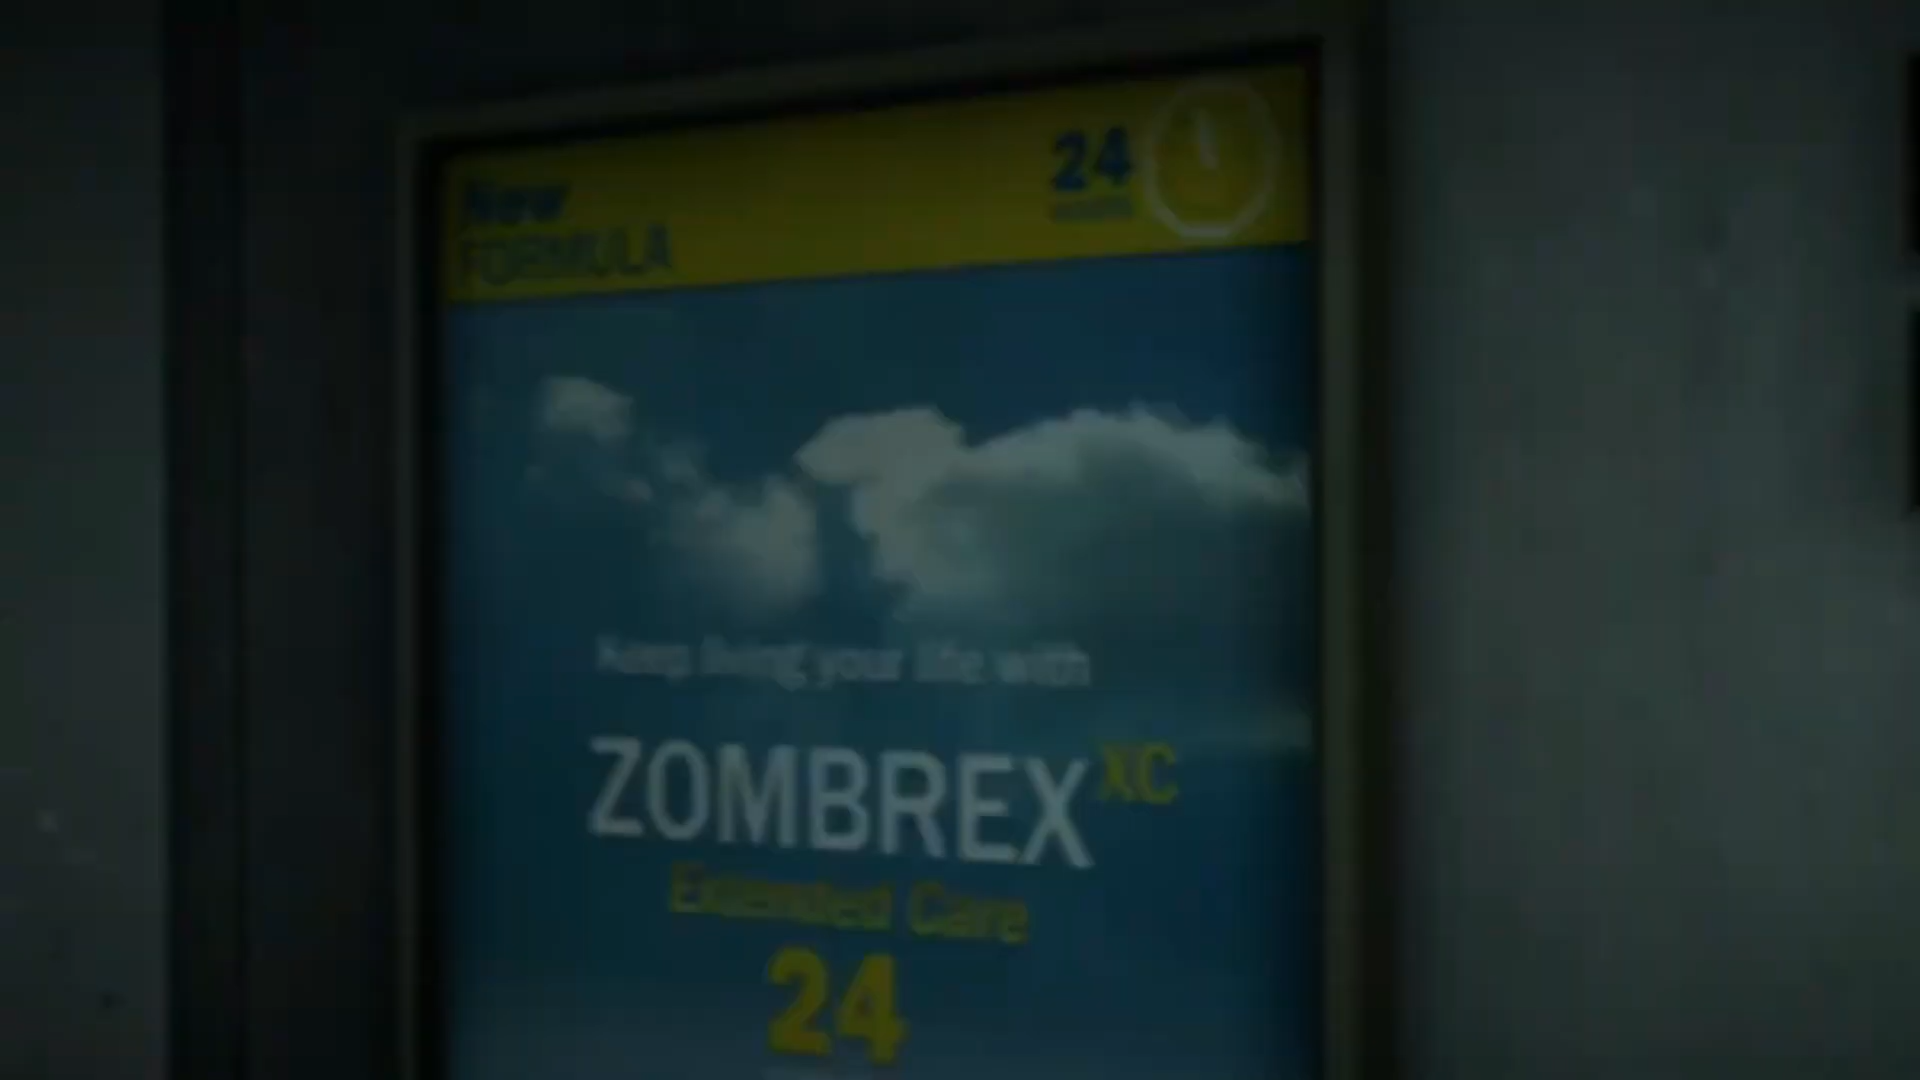 New
FORMULA
24
Keep living your life with
ZOMBREX XC
Extended Care
24